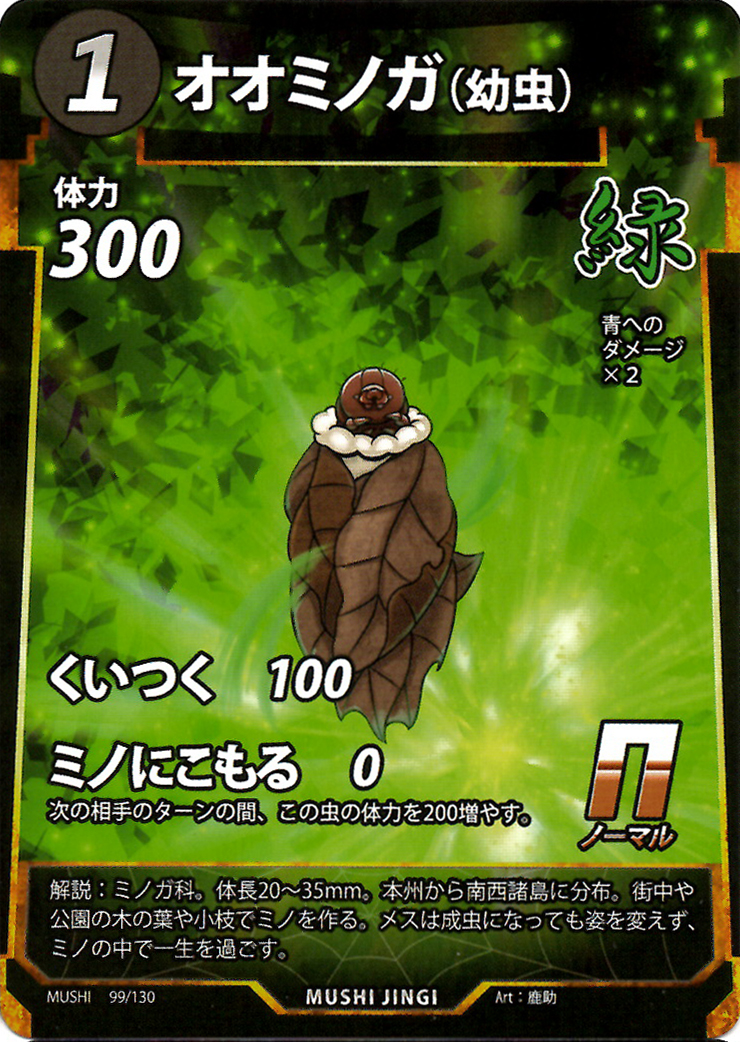 1
オオミノガ（幼虫）
体力
300
緑
青への
ダメージ
×2
くいつく 100
ミノにこもる 0
次の相手のターンの間、この虫の体力を200増やす。
n
ノーマル
解説：ミノガ科。体長20～35mm。本州から南西諸島に分布。街中や
公園の木の葉や小枝でミノを作る。メスは成虫になっても姿を変えず、
ミノの中で一生を過ごす。
MUSHI 99/130
MUSHI JINGI
Art：鹿助